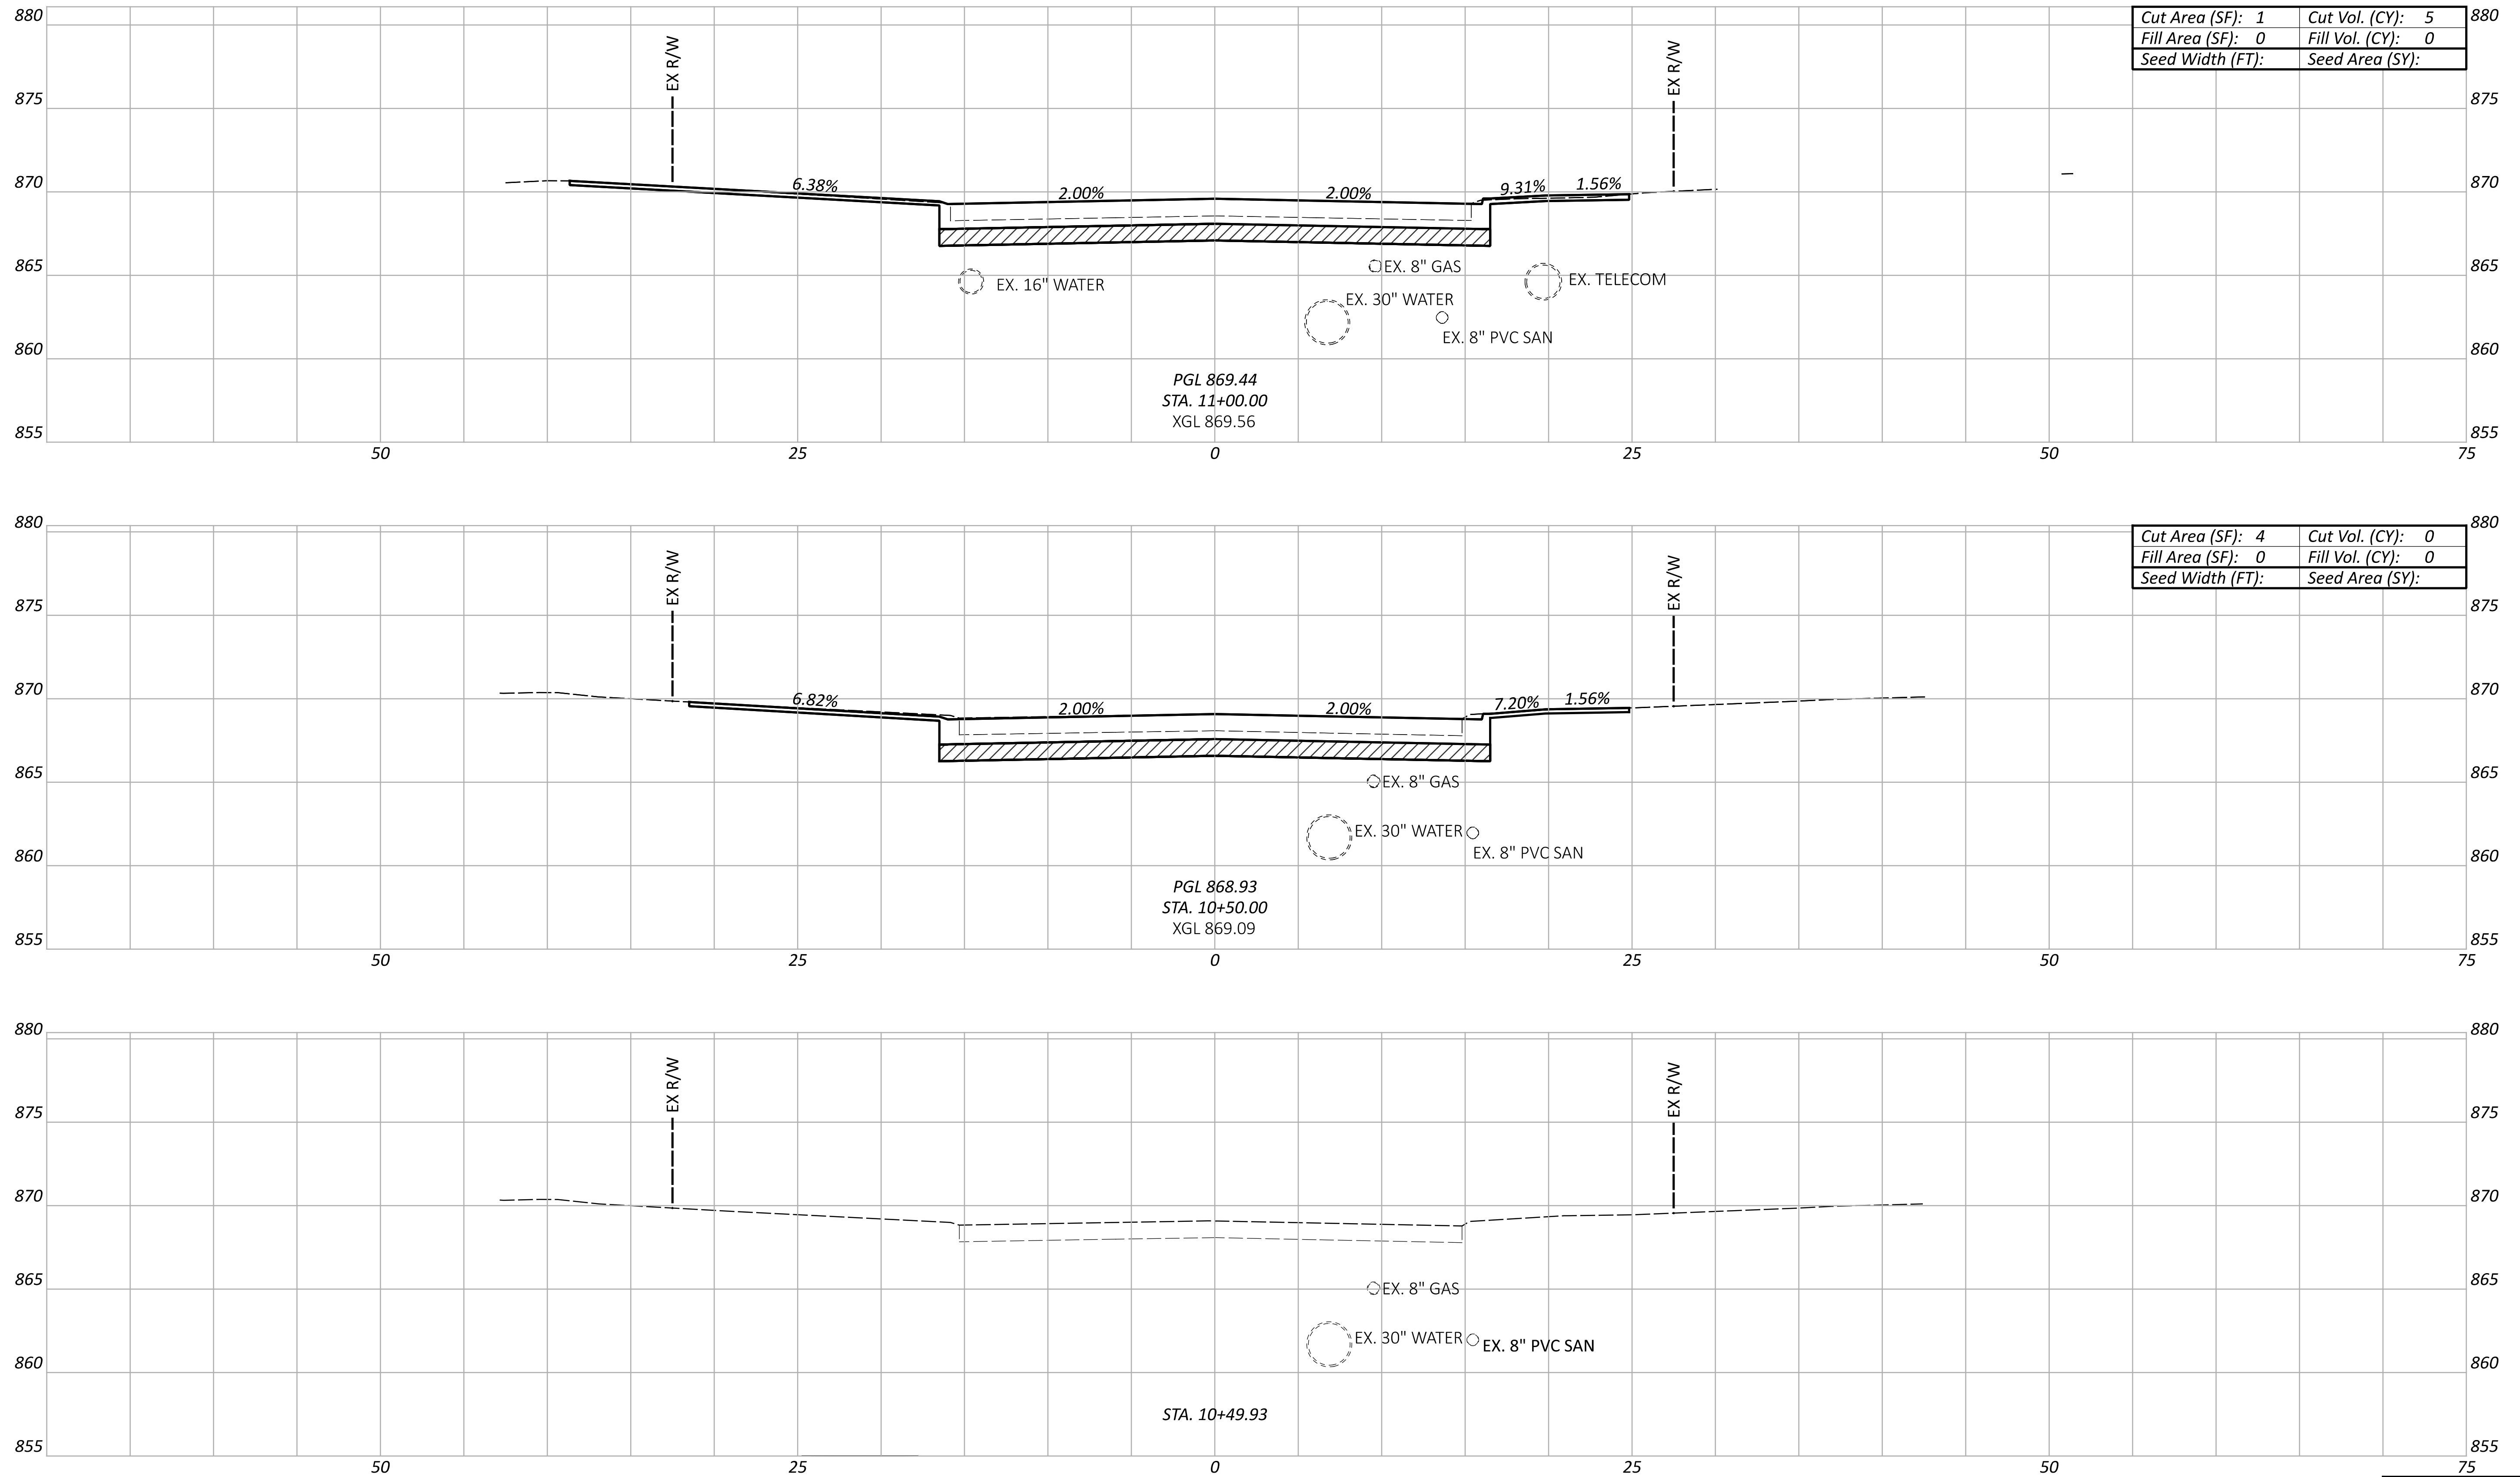 880 880
Cut Area (SF): 1 Cut Vol. (CY): 5
Fill Area (SF): 0 Fill Vol. (CY): 0
Seed Width (FT): Seed Area (SY):
EX R/W EX R/W
875 875
870 870
6.38% 2.00% 2.00% 9.31% 1.56%
865 865
EX. 8" GAS
EX. 16" WATER EX. TELECOM
EX. 30" WATER
EX. 8" PVC SAN
860 860
PGL 869.44
STA. 11+00.00
XGL 869.56
855 855
50 25 0 25 50 75
880 880
Cut Area (SF): 4 Cut Vol. (CY): 0
Fill Area (SF): 0 Fill Vol. (CY): 0
Seed Width (FT): Seed Area (SY):
EX R/W EX R/W
875 875
870 870
6.82% 2.00% 2.00% 7.20% 1.56%
865 865
EX. 8" GAS
EX. 30" WATER
EX. 8" PVC SAN
860 860
PGL 868.93
STA. 10+50.00
XGL 869.09
855 855
50 25 0 25 50 75
880 880
EX R/W EX R/W
875 875
870 870
865 865
EX. 8" GAS
EX. 30" WATER EX. 8" PVC SAN
860 860
STA. 10+49.93
855 855
50 25 0 25 50 75